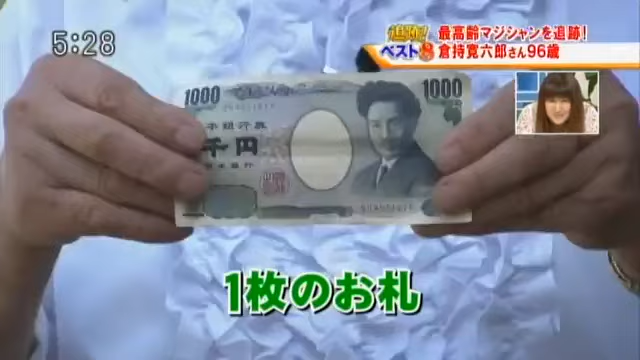 5:28
追跡!
ベスト8
最高齢マジシャンを追跡!
倉持寛六郎さん96歳
1000
1000
日本銀行券
千円
1枚のお札